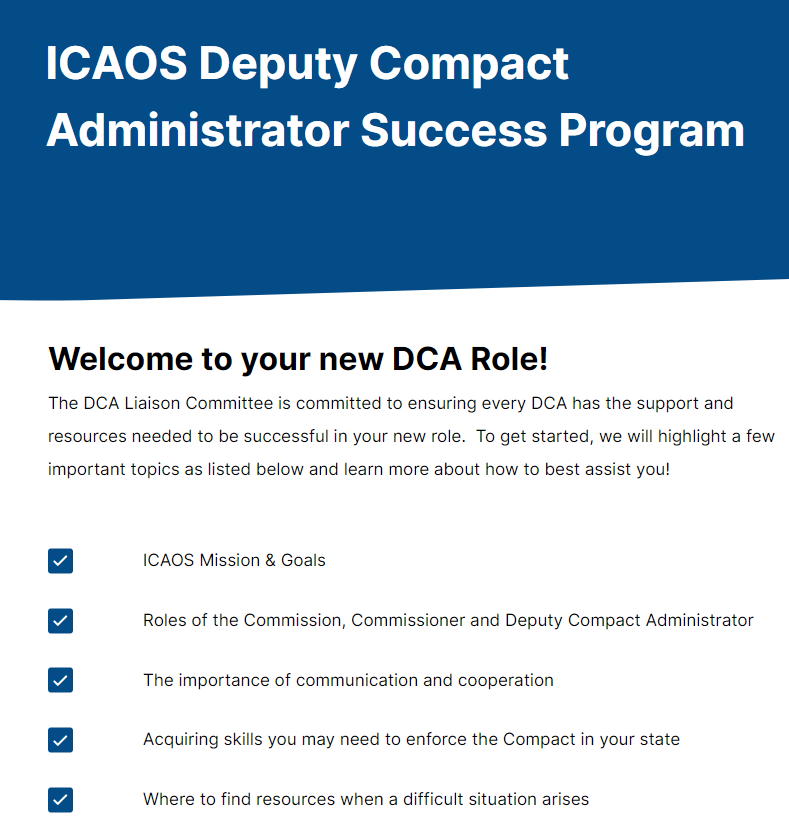 ICAOS Deputy Compact
Administrator Success Program
Welcome to your new DCA Role!
The DCA Liaison Committee is committed to ensuring every DCA has the support and
resources needed to be successful in your new role.  To get started, we will highlight a few
important topics as listed below and learn more about how to best assist you!
ICAOS Mission & Goals
Roles of the Commission, Commissioner and Deputy Compact Administrator
The importance of communication and cooperation
Acquiring skills you may need to enforce the Compact in your state
Where to find resources when a difficult situation arises